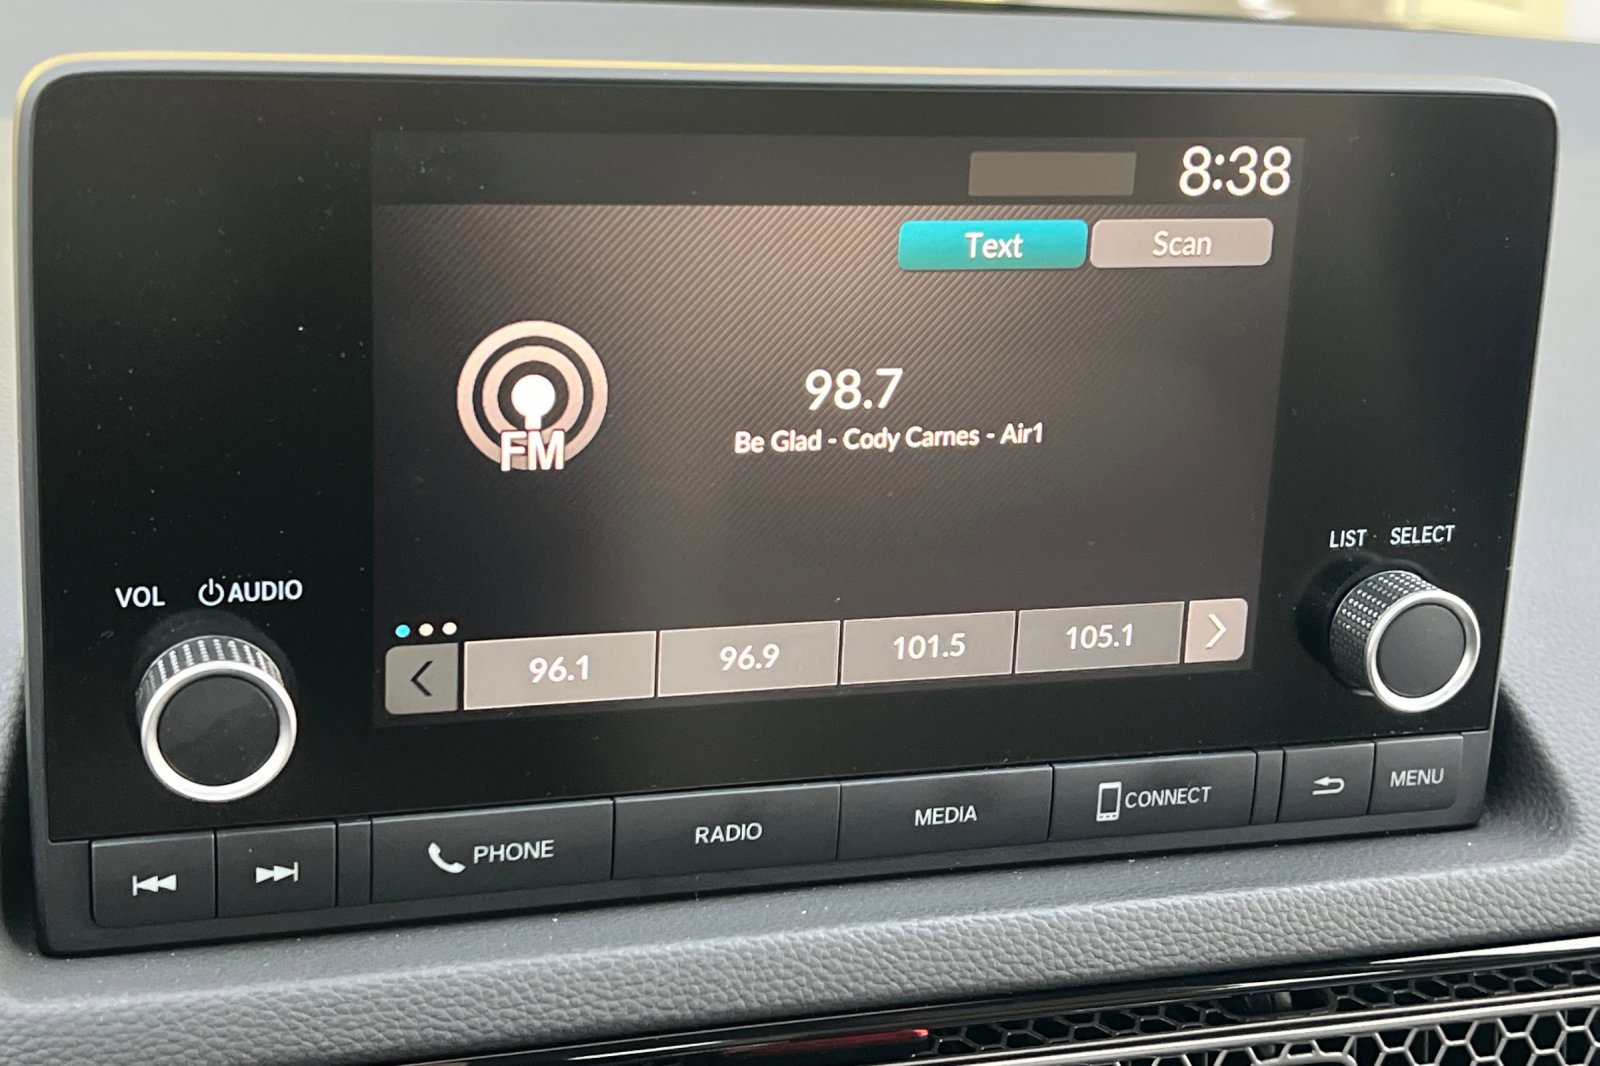 8:38
Text Scan
98.7
FM
Be Glad - Cody Carnes - Air1
LIST SELECT
VOL AUDIO
96.1 96.9 101.5 105.1
PHONE RADIO MEDIA CONNECT MENU